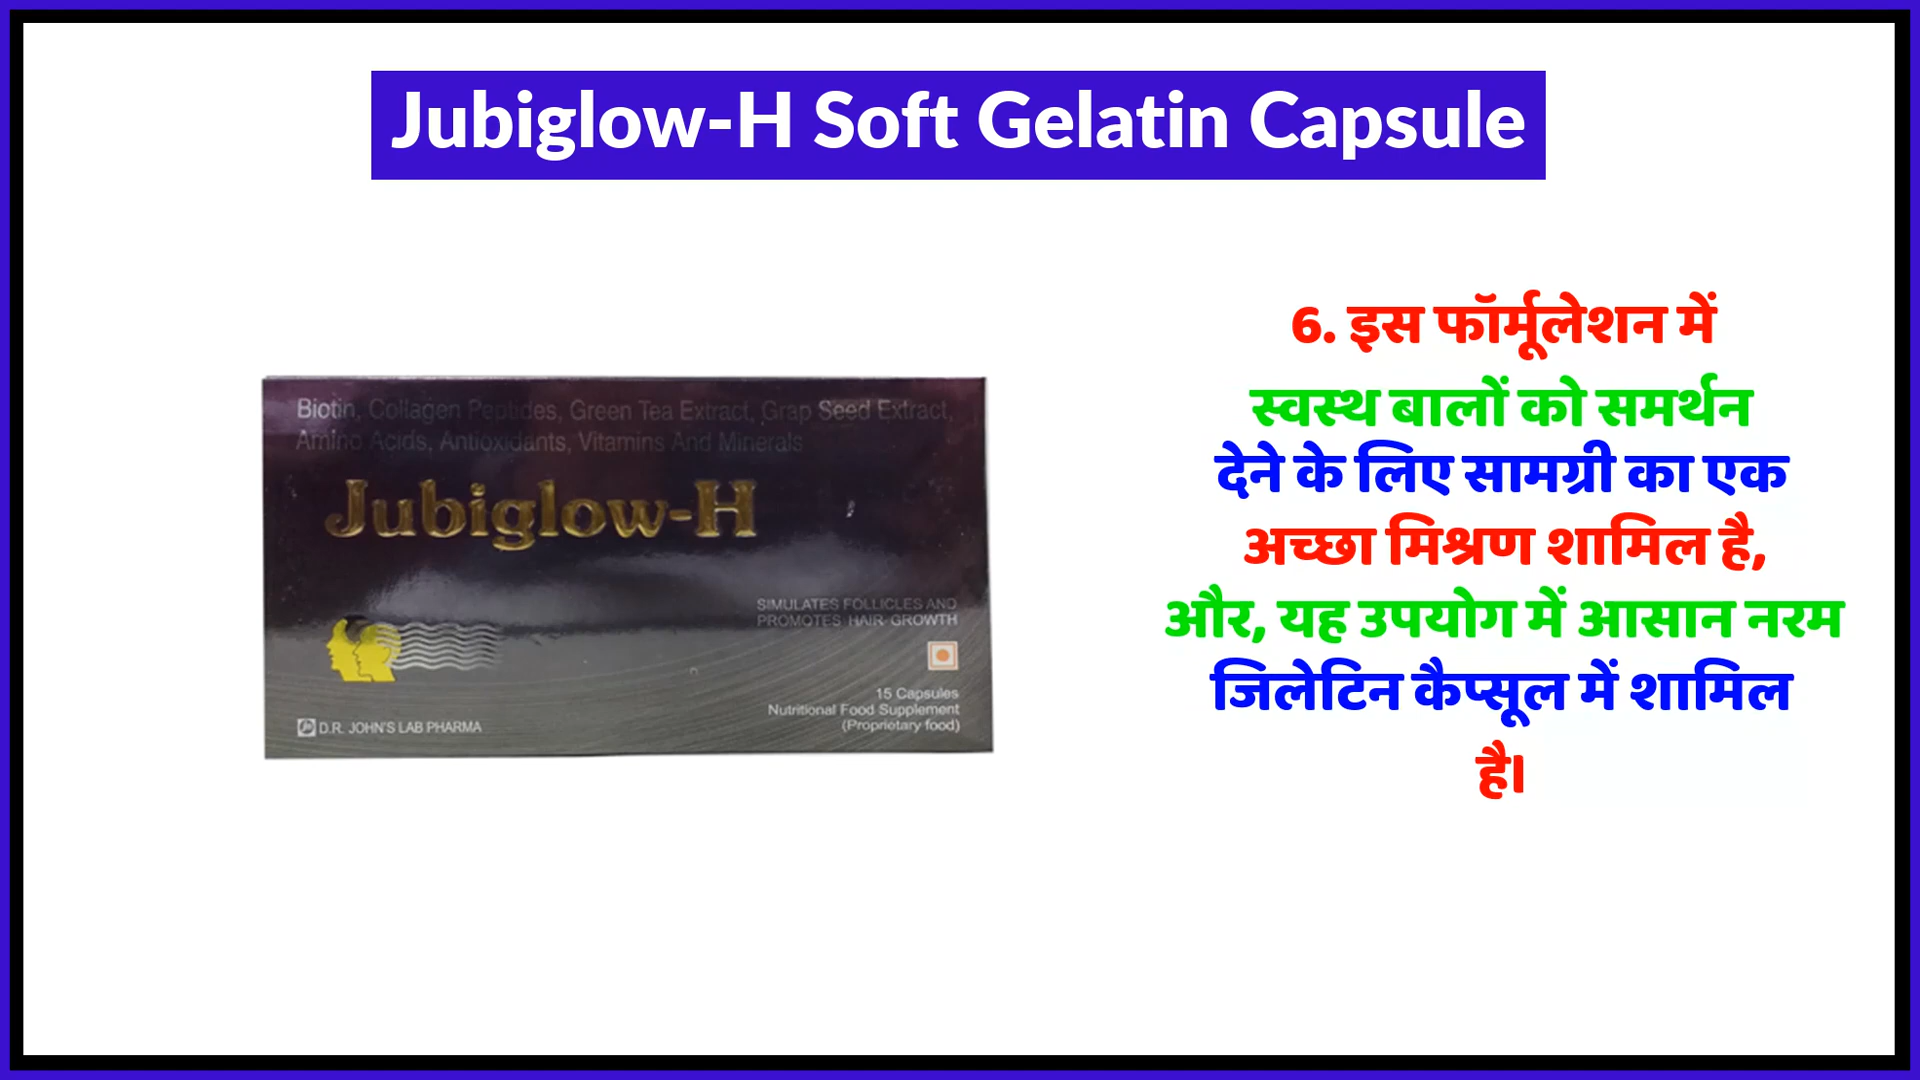 Jubiglow-H Soft Gelatin Capsule
Biotin, Collagen Peptides, Green Tea Extract, Grap Seed Extract,
Amino Acids, Antioxidants, Vitamins And Minerals
Jubiglow-H
SIMULATES FOLLICLES AND
PROMOTES HAIR GROWTH
15 Capsules
Nutritional Food Supplement
(Proprietary food)
D.R. JOHN'S LAB PHARMA
6. इस फॉर्मूलेशन में
स्वस्थ बालों को समर्थन
देने के लिए सामग्री का एक
अच्छा मिश्रण शामिल है,
और, यह उपयोग में आसान नरम
जिलेटिन कैप्सूल में शामिल
है।